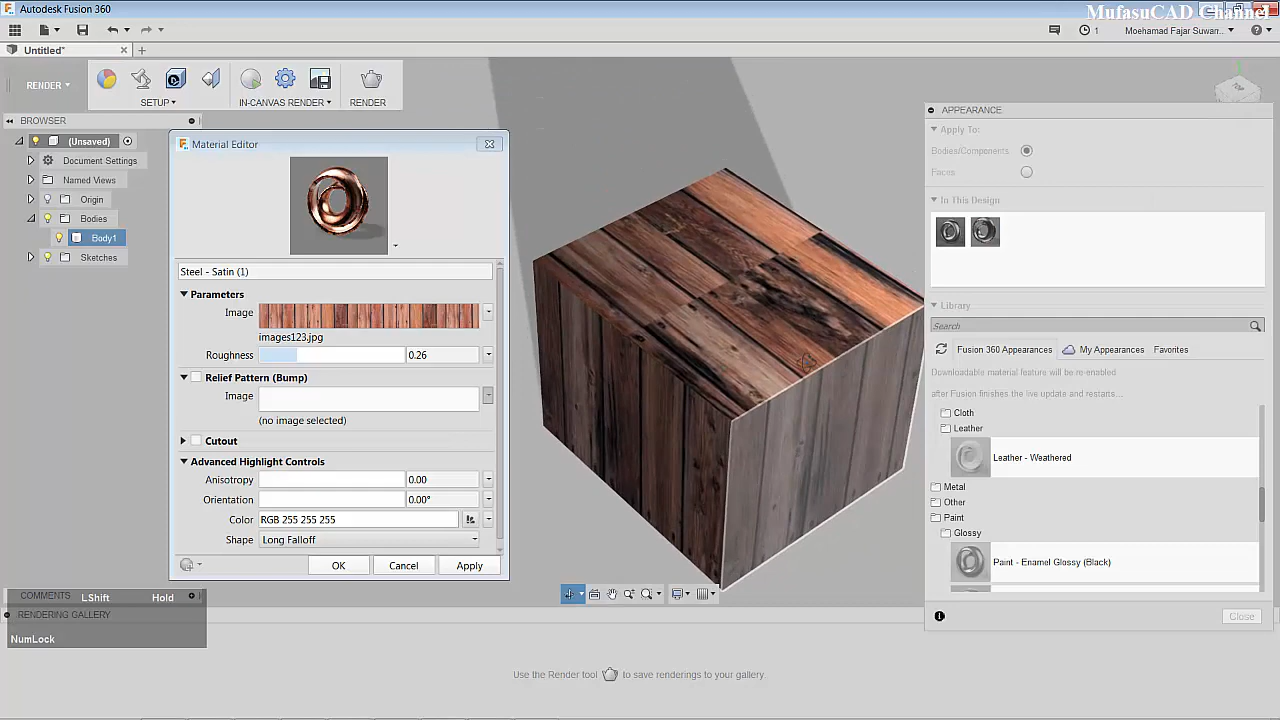 Autodesk Fusion 360
MufasuCAD Channel
1
Moehamad Fajar Suwan..
Untitled*
RENDER
SETUP
IN-CANVAS RENDER
RENDER
BROWSER
(Unsaved)
Document Settings
Named Views
Origin
Bodies
Body1
Sketches
Material Editor
Steel - Satin (1)
Parameters
Image
images123.jpg
Roughness
0.26
Relief Pattern (Bump)
Image
(no image selected)
Cutout
Advanced Highlight Controls
Anisotropy
0.00
Orientation
0.00°
Color
RGB 255 255 255
Shape
Long Falloff
OK
Cancel
Apply
APPEARANCE
Apply To:
Bodies/Components
Faces
In This Design
Library
Search
Fusion 360 Appearances
My Appearances
Favorites
Downloadable material feature will be re-enabled
after Fusion finishes the live update and restarts...
Cloth
Leather
Leather - Weathered
Metal
Other
Paint
Glossy
Paint - Enamel Glossy (Black)
Close
COMMENTS
LShift
Hold
RENDERING GALLERY
NumLock
Use the Render tool to save renderings to your gallery.